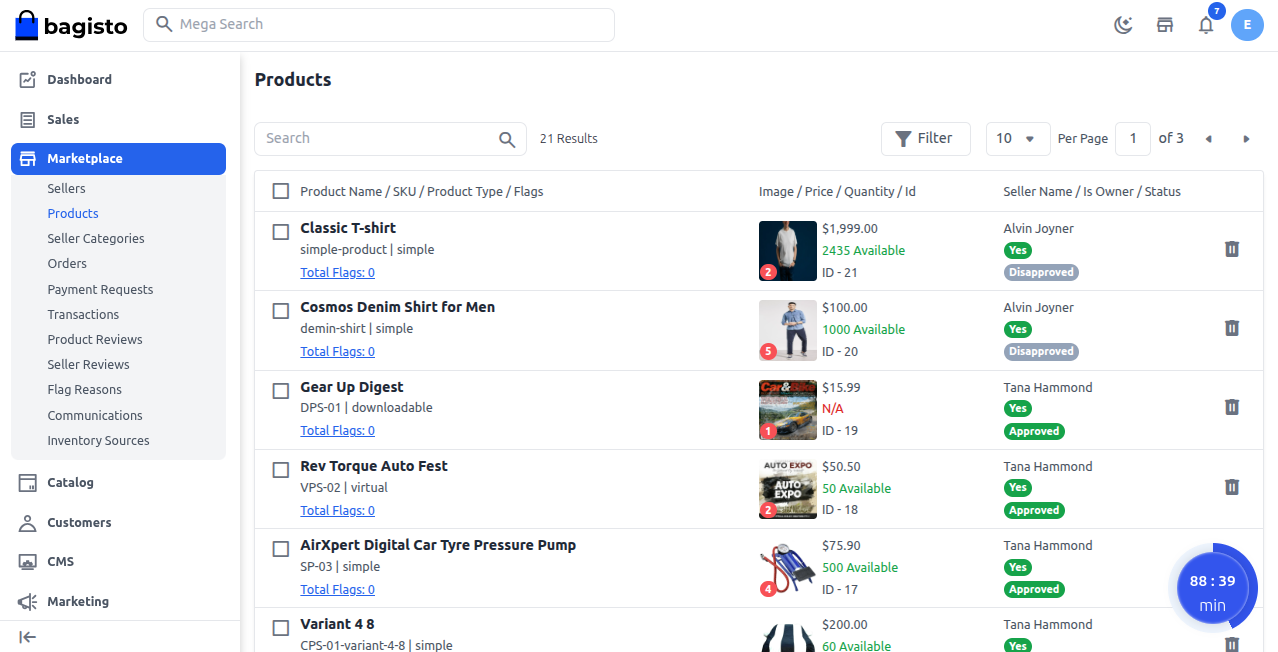 bagisto
Mega Search
7
E
Dashboard
Sales
Marketplace
Sellers
Products
Seller Categories
Orders
Payment Requests
Transactions
Product Reviews
Seller Reviews
Flag Reasons
Communications
Inventory Sources
Catalog
Customers
CMS
Marketing
Products
Search
21 Results
Filter
10
Per Page
1
of 3
Product Name / SKU / Product Type / Flags
Image / Price / Quantity / Id
Seller Name / Is Owner / Status
Classic T-shirt
simple-product | simple
Total Flags: 0
2
$1,999.00
2435 Available
ID - 21
Alvin Joyner
Yes
Disapproved
Cosmos Denim Shirt for Men
demin-shirt | simple
Total Flags: 0
5
$100.00
1000 Available
ID - 20
Alvin Joyner
Yes
Disapproved
Gear Up Digest
DPS-01 | downloadable
Total Flags: 0
Car&Bike
1
$15.99
N/A
ID - 19
Tana Hammond
Yes
Approved
Rev Torque Auto Fest
VPS-02 | virtual
Total Flags: 0
AUTO EXPO
AUTO
EXPO
2
$50.50
50 Available
ID - 18
Tana Hammond
Yes
Approved
AirXpert Digital Car Tyre Pressure Pump
SP-03 | simple
Total Flags: 0
4
$75.90
500 Available
ID - 17
Tana Hammond
Yes
Approved
Variant 4 8
CPS-01-variant-4-8 | simple
$200.00
60 Available
Tana Hammond
Yes
88 : 39
min